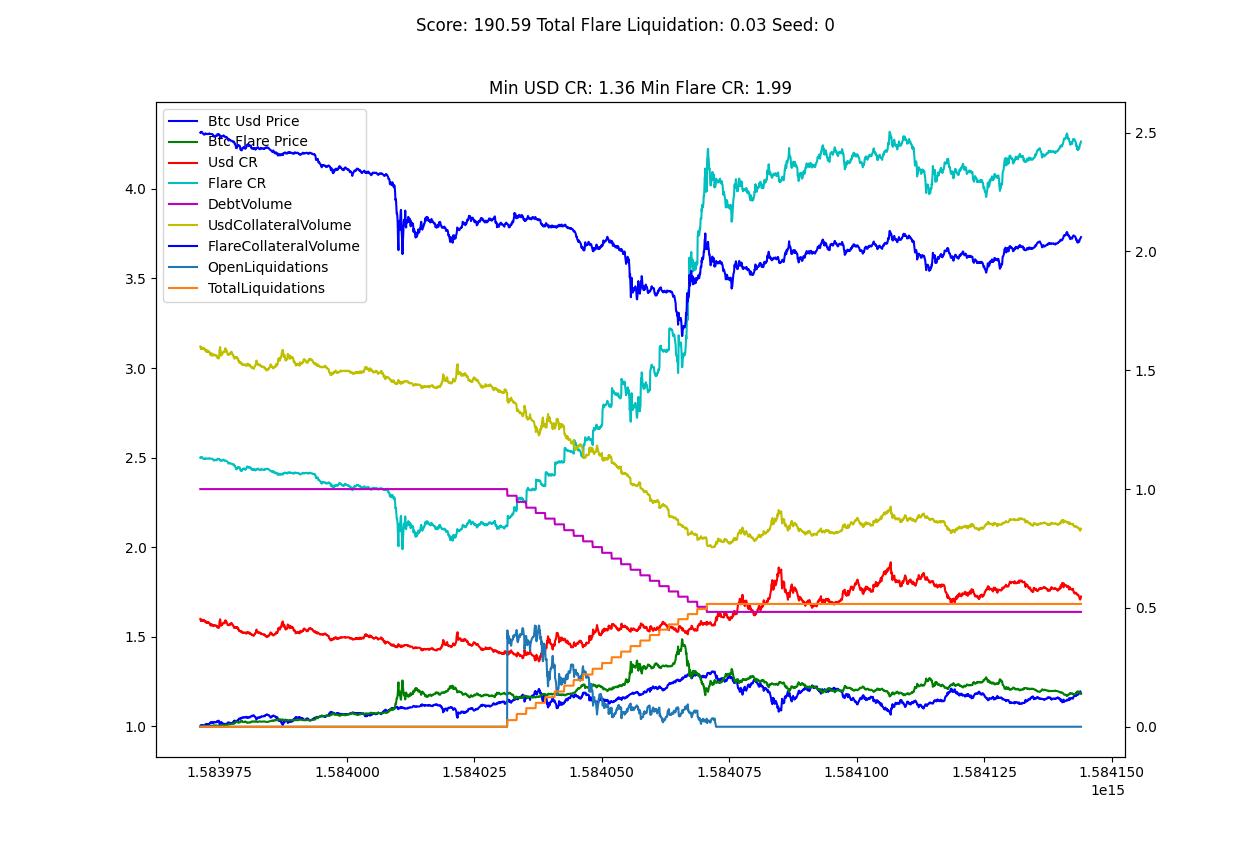 Score: 190.59 Total Flare Liquidation: 0.03 Seed: 0
Min USD CR: 1.36 Min Flare CR: 1.99
Btc Usd Price
Btc Flare Price
Usd CR
Flare CR
DebtVolume
UsdCollateralVolume
FlareCollateralVolume
OpenLiquidations
TotalLiquidations
4.0
3.5
3.0
2.5
2.0
1.5
1.0
2.5
2.0
1.5
1.0
0.5
0.0
1.583975 1.584000 1.584025 1.584050 1.584075 1.584100 1.584125 1.584150
1e15